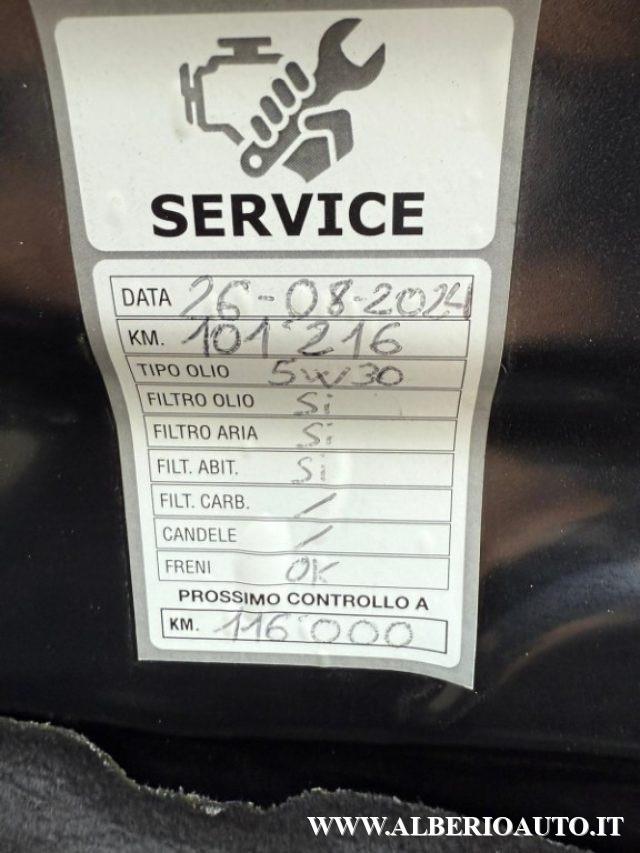 SERVICE
DATA 26-08-2024
KM. 101'216
TIPO OLIO 5W30
FILTRO OLIO Si
FILTRO ARIA Si
FILT. ABIT. Si
FILT. CARB. /
CANDELE /
FRENI OK
PROSSIMO CONTROLLO A
KM. 116'000
WWW.ALBERIOAUTO.IT